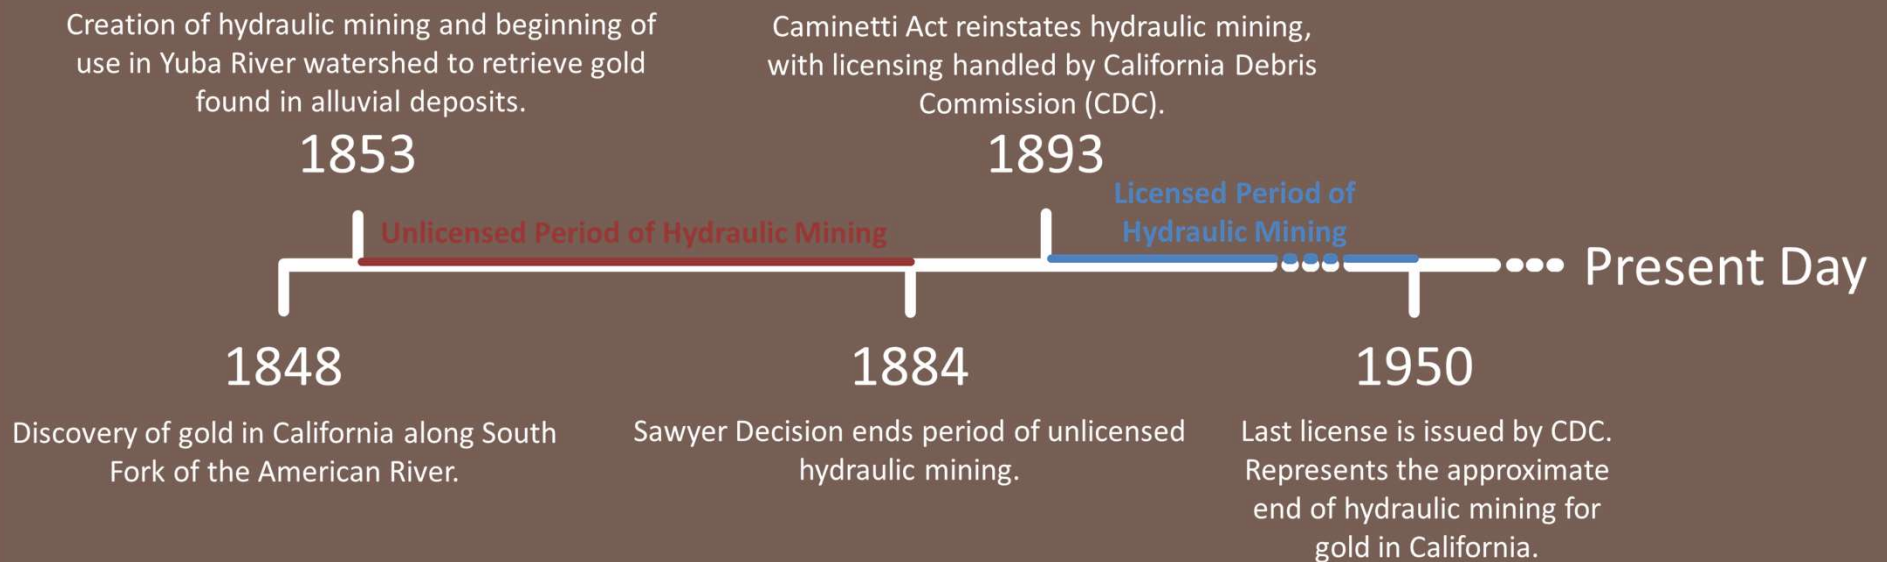 Creation of hydraulic mining and beginning of
use in Yuba River watershed to retrieve gold
found in alluvial deposits.
1853
Caminetti Act reinstates hydraulic mining,
with licensing handled by California Debris
Commission (CDC).
1893
Unlicensed Period of Hydraulic Mining
Licensed Period of
Hydraulic Mining
Present Day
1848
Discovery of gold in California along South
Fork of the American River.
1884
Sawyer Decision ends period of unlicensed
hydraulic mining.
1950
Last license is issued by CDC.
Represents the approximate
end of hydraulic mining for
gold in California.